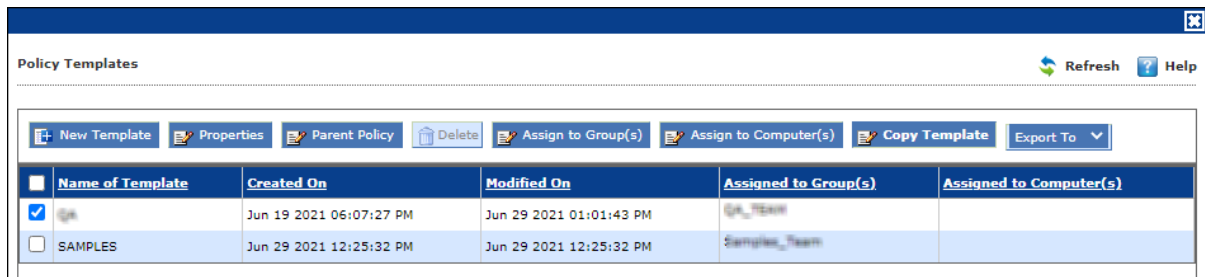 Policy Templates Refresh Help
New Template Properties Parent Policy Delete Assign to Group(s) Assign to Computer(s) Copy Template Export To
Name of Template Created On Modified On Assigned to Group(s) Assigned to Computer(s)
Jun 19 2021 06:07:27 PM Jun 29 2021 01:01:43 PM
SAMPLES Jun 29 2021 12:25:32 PM Jun 29 2021 12:25:32 PM